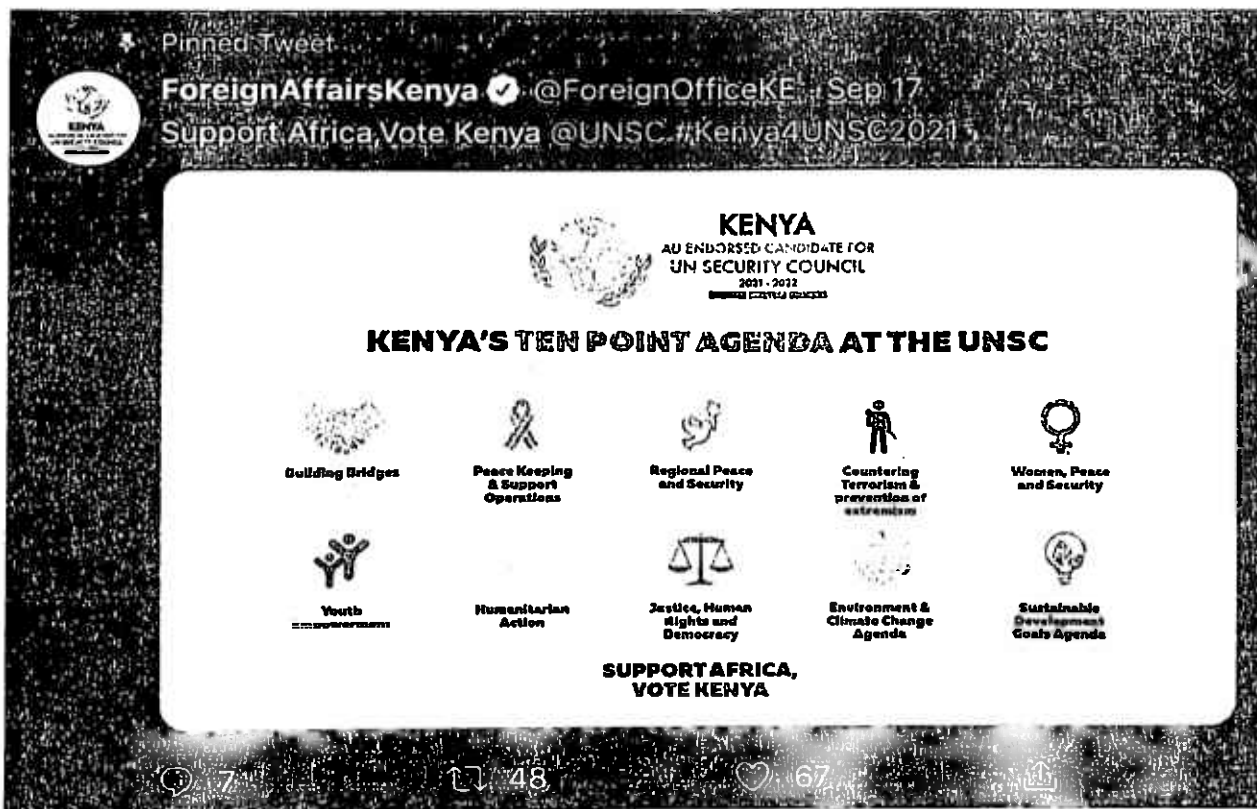 Pinned Tweet
ForeignAffairsKenya @ForeignOfficeKE · Sep 17
Support Africa,Vote Kenya @UNSC #Kenya4UNSC2021
KENYA
KENYA
AU ENDORSED CANDIDATE FOR
UN SECURITY COUNCIL
2021 - 2022
KENYA'S TEN POINT AGENDA AT THE UNSC
Building Bridges
Peace Keeping
& Support
Operations
Regional Peace
and Security
Countering
Terrorism &
prevention of
extremism
Women, Peace
and Security
Youth
Empowerment
Humanitarian
Action
Justice, Human
Rights and
Democracy
Environment &
Climate Change
Agenda
Sustainable
Development
Goals Agenda
SUPPORT AFRICA,
VOTE KENYA
7
48
67